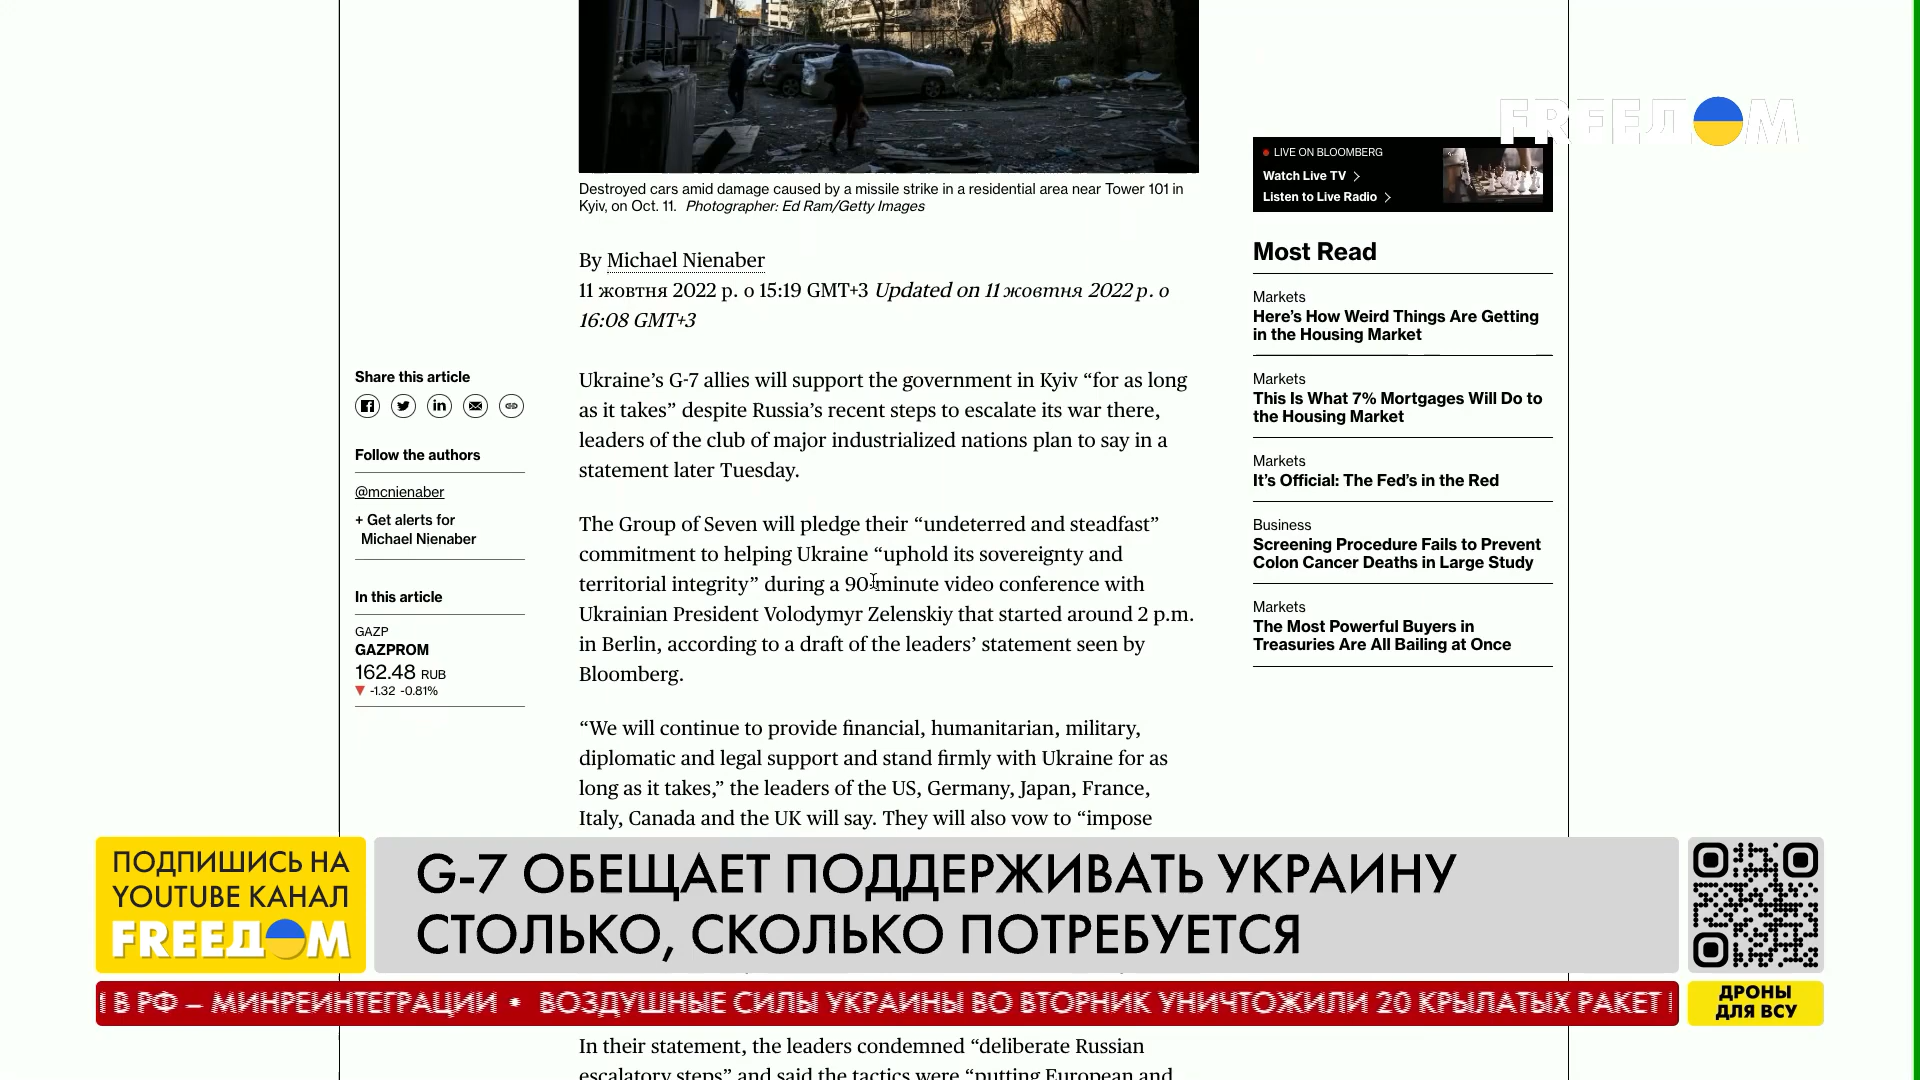 FREEДОМ
Destroyed cars amid damage caused by a missile strike in a residential area near Tower 101 in
Kyiv, on Oct. 11. Photographer: Ed Ram/Getty Images
By Michael Nienaber
11 жовтня 2022 р. о 15:19 GMT+3 Updated on 11 жовтня 2022 р. о
16:08 GMT+3
Share this article
Follow the authors
@mcnienaber
+ Get alerts for
Michael Nienaber
In this article
GAZP
GAZPROM
162.48 RUB
▼ -1.32 -0.81%
Ukraine’s G-7 allies will support the government in Kyiv “for as long
as it takes” despite Russia’s recent steps to escalate its war there,
leaders of the club of major industrialized nations plan to say in a
statement later Tuesday.
The Group of Seven will pledge their “undeterred and steadfast”
commitment to helping Ukraine “uphold its sovereignty and
territorial integrity” during a 90-minute video conference with
Ukrainian President Volodymyr Zelenskiy that started around 2 p.m.
in Berlin, according to a draft of the leaders’ statement seen by
Bloomberg.
“We will continue to provide financial, humanitarian, military,
diplomatic and legal support and stand firmly with Ukraine for as
long as it takes,” the leaders of the US, Germany, Japan, France,
Italy, Canada and the UK will say. They will also vow to “impose
LIVE ON BLOOMBERG
Watch Live TV
Listen to Live Radio
Most Read
Markets
Here’s How Weird Things Are Getting
in the Housing Market
Markets
This Is What 7% Mortgages Will Do to
the Housing Market
Markets
It’s Official: The Fed’s in the Red
Business
Screening Procedure Fails to Prevent
Colon Cancer Deaths in Large Study
Markets
The Most Powerful Buyers in
Treasuries Are All Bailing at Once
ПОДПИШИСЬ НА
YOUTUBE КАНАЛ
FREEДОМ
G-7 ОБЕЩАЕТ ПОДДЕРЖИВАТЬ УКРАИНУ
СТОЛЬКО, СКОЛЬКО ПОТРЕБУЕТСЯ
В РФ – МИНРЕИНТЕГРАЦИИ • ВОЗДУШНЫЕ СИЛЫ УКРАИНЫ ВО ВТОРНИК УНИЧТОЖИЛИ 20 КРЫЛАТЫХ РАКЕТ
ДРОНЫ
ДЛЯ ВСУ
In their statement, the leaders condemned “deliberate Russian
escalatory steps” and said the tactics were “putting European and